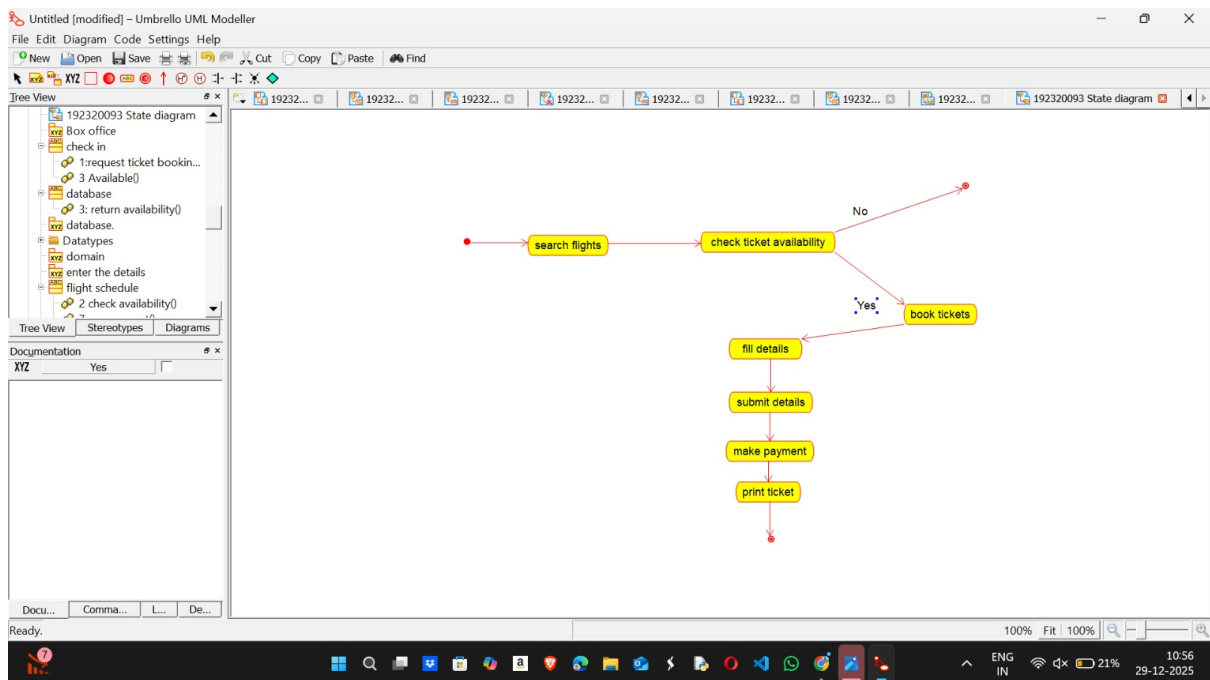 Untitled [modified] – Umbrello UML Modeller
File Edit Diagram Code Settings Help
New Open Save Cut Copy Paste Find
XYZ
Tree View
19232... 19232... 19232... 19232... 19232... 19232... 19232... 19232... 192320093 State diagram
192320093 State diagram
Box office
check in
1:request ticket bookin...
3 Available()
database
3: return availability()
database.
Datatypes
domain
enter the details
flight schedule
2 check availability()
Tree View Stereotypes Diagrams
Documentation
XYZ Yes
No
search flights
check ticket availability
Yes
book tickets
fill details
submit details
make payment
print ticket
Docu... Comma... L... De...
Ready.
100% Fit 100%
7
ENG
IN
21%
10:56
29-12-2025